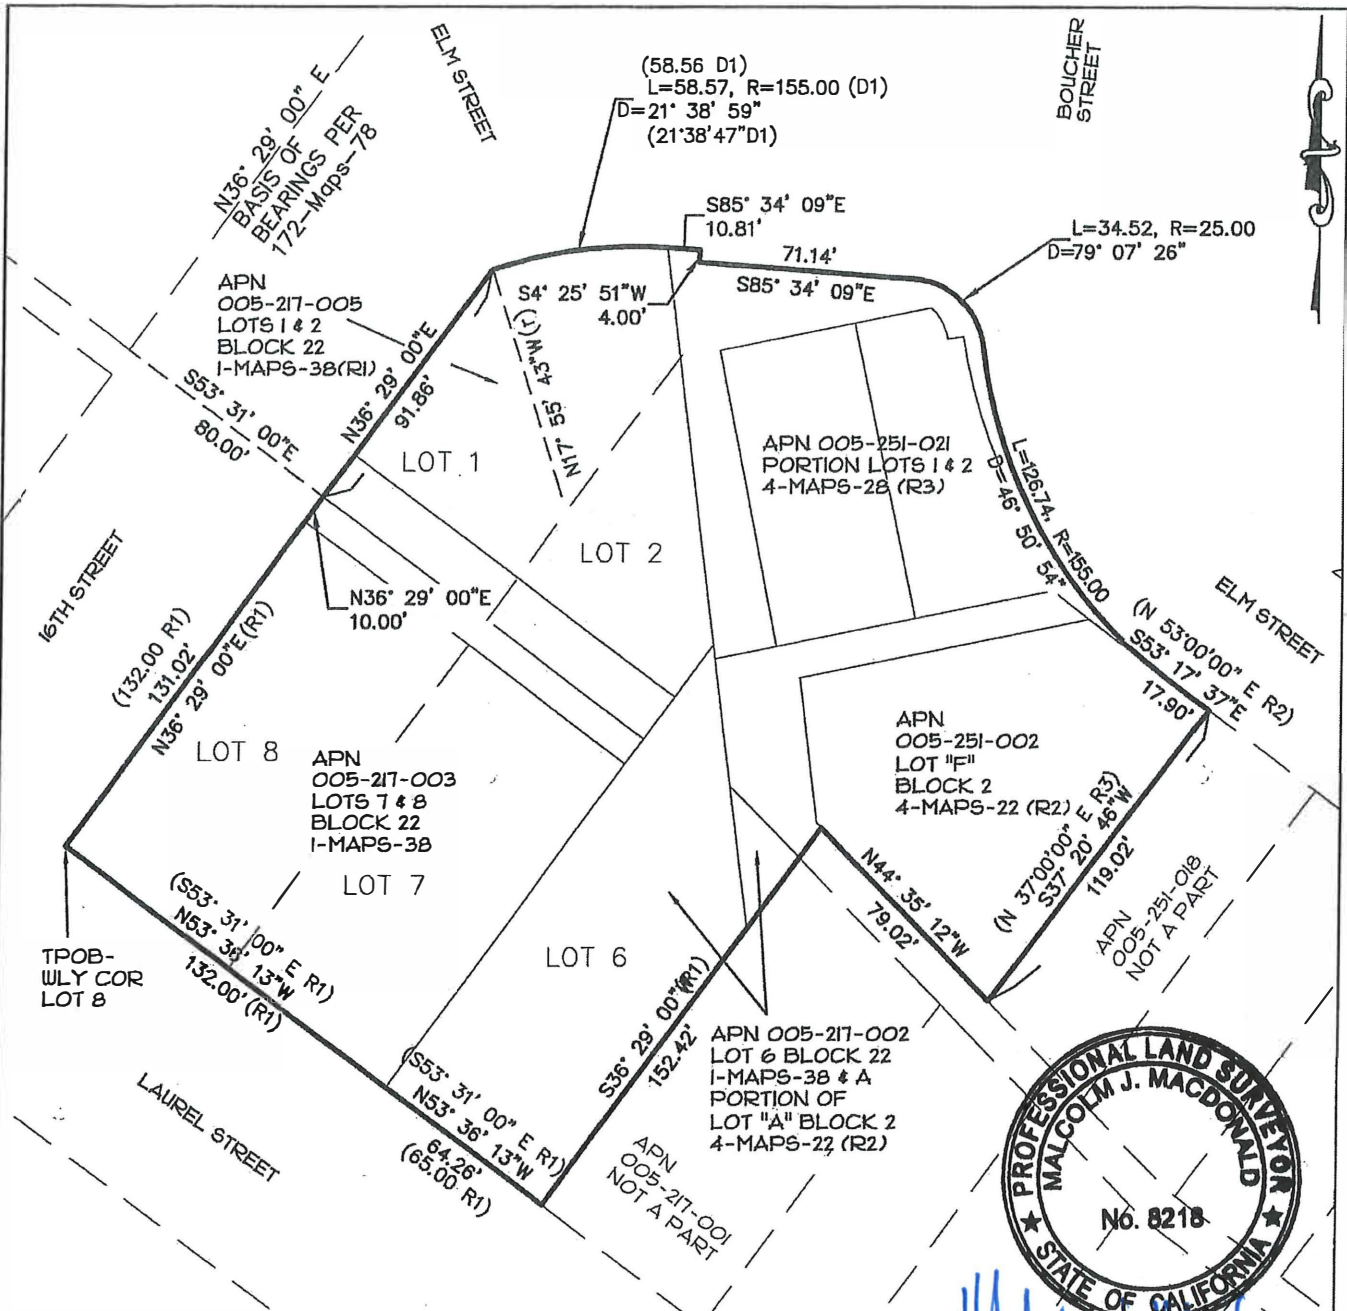 ELM STREET
BOUCHER
STREET
(58.56 D1)
L=58.57, R=155.00 (D1)
D=21° 38' 59"
(21°38'47"D1)
N36° 29' 00" E
BASIS OF
BEARINGS PER
172-Maps-78
S85° 34' 09"E
10.81'
L=34.52, R=25.00
D=79° 07' 26"
71.14'
S85° 34' 09"E
S4° 25' 51"W
4.00'
APN
005-217-005
LOTS 1 & 2
BLOCK 22
1-MAPS-38(R1)
N36° 29' 00"E
91.86'
N17° 55' 43"W(r)
S53° 31' 00"E
80.00'
LOT 1
APN 005-251-021
PORTION LOTS 1 & 2
4-MAPS-28 (R3)
L=126.74, R=155.00
D=46° 50' 54"
LOT 2
16TH STREET
N36° 29' 00"E
10.00'
ELM STREET
(N 53°00'00" E R2)
S53° 17' 37"E
17.90'
(132.00 R1)
131.02'
N36° 29' 00"E(R1)
LOT 8
APN
005-217-003
LOTS 7 & 8
BLOCK 22
1-MAPS-38
LOT 7
APN
005-251-002
LOT "F"
BLOCK 2
4-MAPS-22 (R2)
(N 37°00'00" E R3)
S37° 20' 46"W
119.02'
N44° 35' 12"W
79.02'
APN
005-251-018
NOT A PART
TPOB-
WLY COR
LOT 8
(S53° 31' 00" E R1)
N53° 36' 13"W
132.00'(R1)
LOT 6
S36° 29' 00"W(R1)
152.42'
APN 005-217-002
LOT 6 BLOCK 22
1-MAPS-38 & A
PORTION OF
LOT "A" BLOCK 2
4-MAPS-22 (R2)
(S53° 31' 00" E R1)
N53° 36' 13"W
64.26'
(65.00 R1)
LAUREL STREET
APN
005-217-001
NOT A PART
PROFESSIONAL LAND SURVEYOR
MALCOLM J. MACDONALD
No. 8218
STATE OF CALIFORNIA